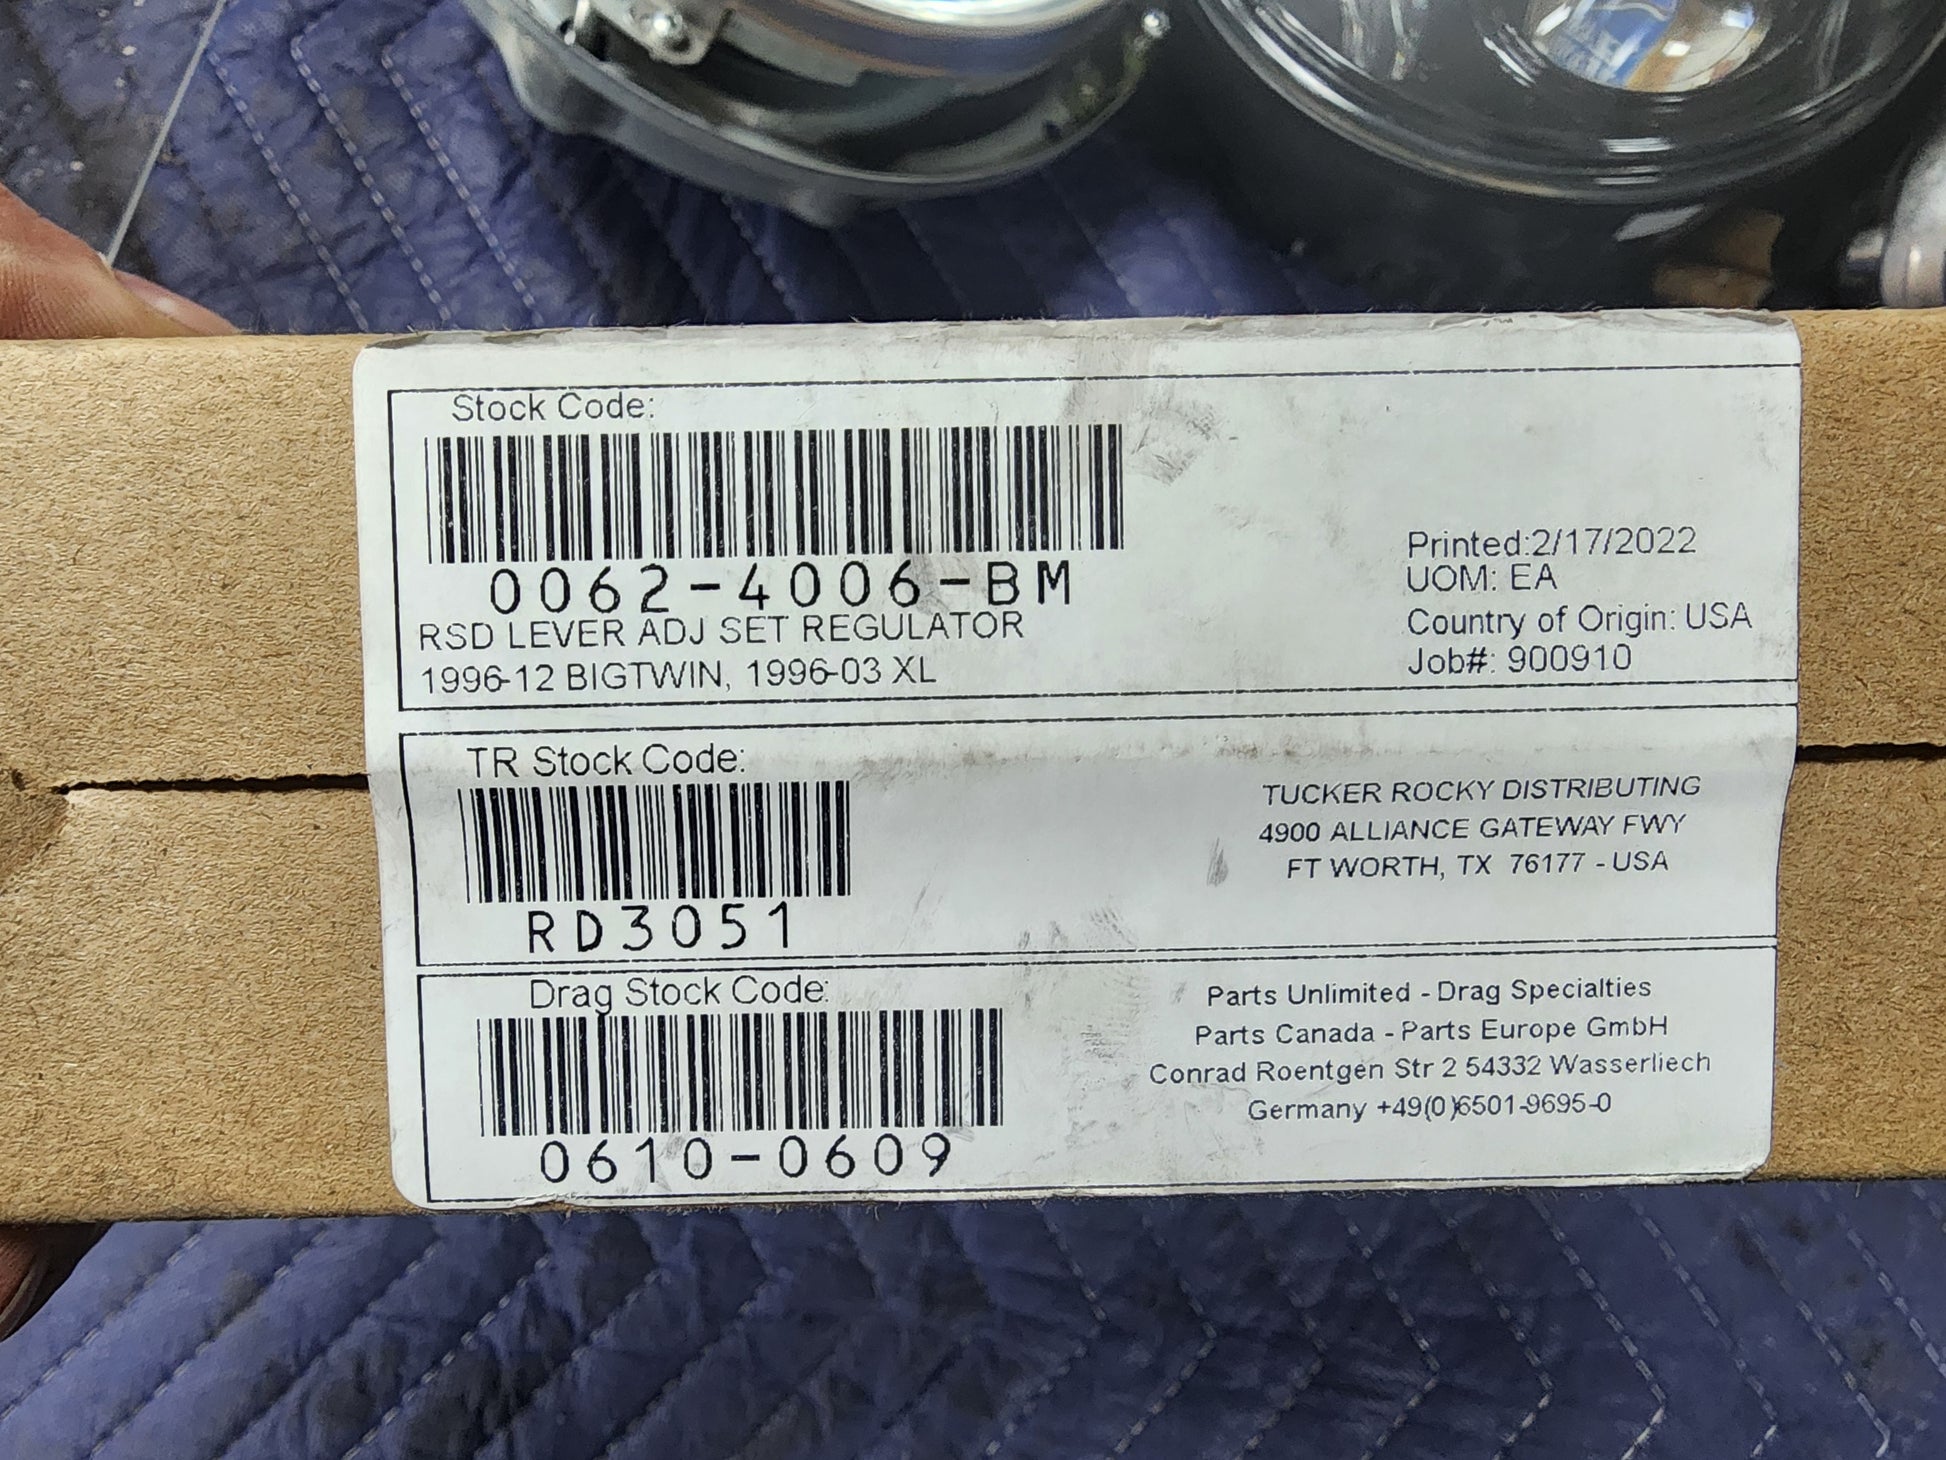 Stock Code:
0062-4006-BM
RSD LEVER ADJ SET REGULATOR
1996-12 BIGTWIN, 1996-03 XL
Printed:2/17/2022
UOM: EA
Country of Origin: USA
Job#: 900910
TR Stock Code:
RD3051
TUCKER ROCKY DISTRIBUTING
4900 ALLIANCE GATEWAY FWY
FT WORTH, TX 76177 - USA
Drag Stock Code:
0610-0609
Parts Unlimited - Drag Specialties
Parts Canada - Parts Europe GmbH
Conrad Roentgen Str 2 54332 Wasserliech
Germany +49(0)6501-9695-0